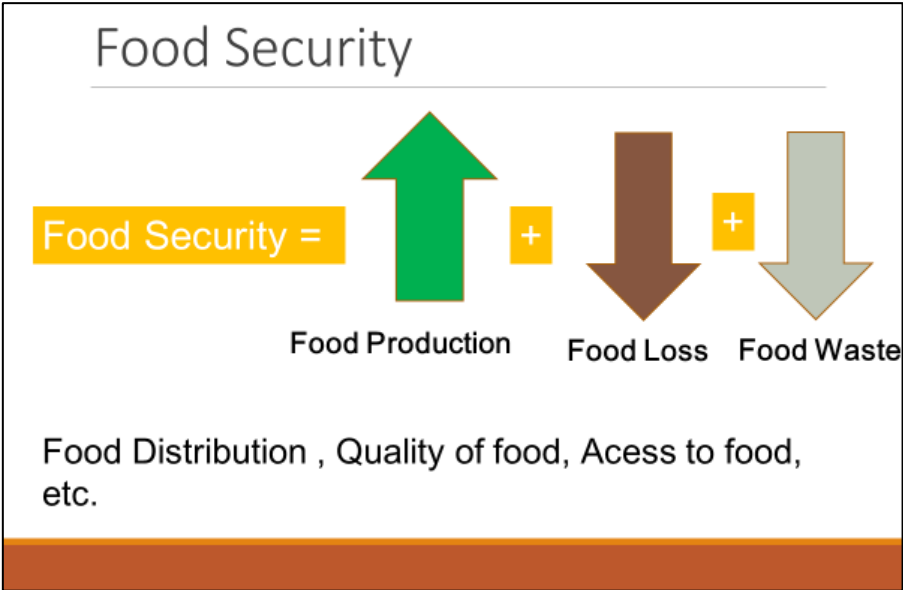 Food Security
Food Security =
+
+
Food Production
Food Loss
Food Waste
Food Distribution , Quality of food, Acess to food,
etc.